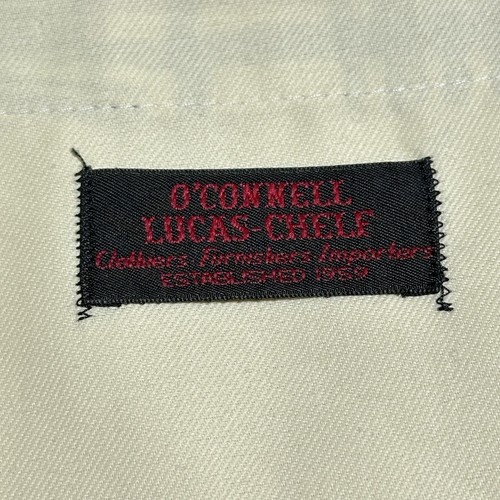 O'CONNELL
LUCAS-CHELF
Clothiers Furnishers Importers
ESTABLISHED 1959